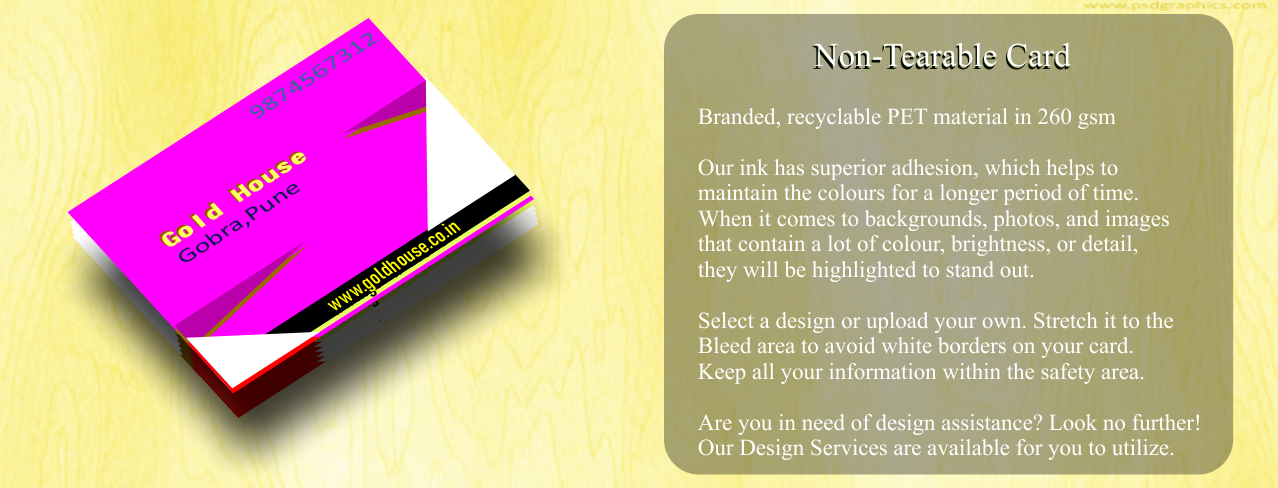 www.psdgraphics.com
9874567312
Gold House
Gobra,Pune
www.goldhouse.co.in
Non-Tearable Card
Branded, recyclable PET material in 260 gsm
Our ink has superior adhesion, which helps to
maintain the colours for a longer period of time.
When it comes to backgrounds, photos, and images
that contain a lot of colour, brightness, or detail,
they will be highlighted to stand out.
Select a design or upload your own. Stretch it to the
Bleed area to avoid white borders on your card.
Keep all your information within the safety area.
Are you in need of design assistance? Look no further!
Our Design Services are available for you to utilize.